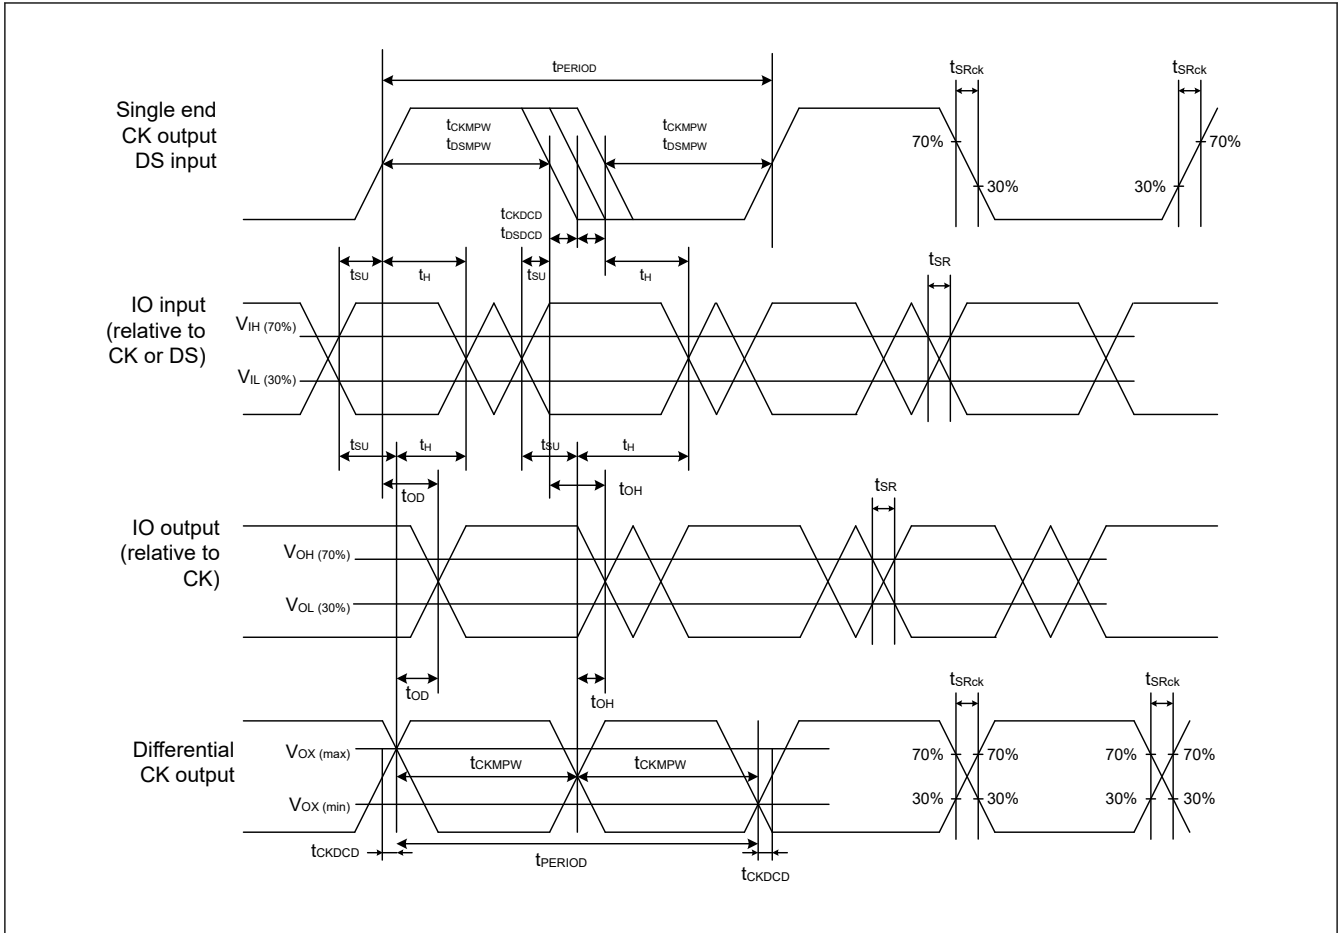 tPERIOD
tSRck
tSRck
Single end
CK output
DS input
tCKMPW
tDSMPW
tCKMPW
tDSMPW
70%
70%
30%
30%
tCKDCD
tDSDCD
tSU
tH
tSU
tH
tSR
IO input
(relative to
CK or DS)
VIH (70%)
VIL (30%)
tSU
tH
tSU
tH
tOD
tOH
tSR
IO output
(relative to
CK)
VOH (70%)
VOL (30%)
tOD
tOH
tSRck
tSRck
Differential
CK output
VOX (max)
VOX (min)
tCKMPW
tCKMPW
70%
70%
70%
70%
30%
30%
30%
30%
tCKDCD
tPERIOD
tCKDCD